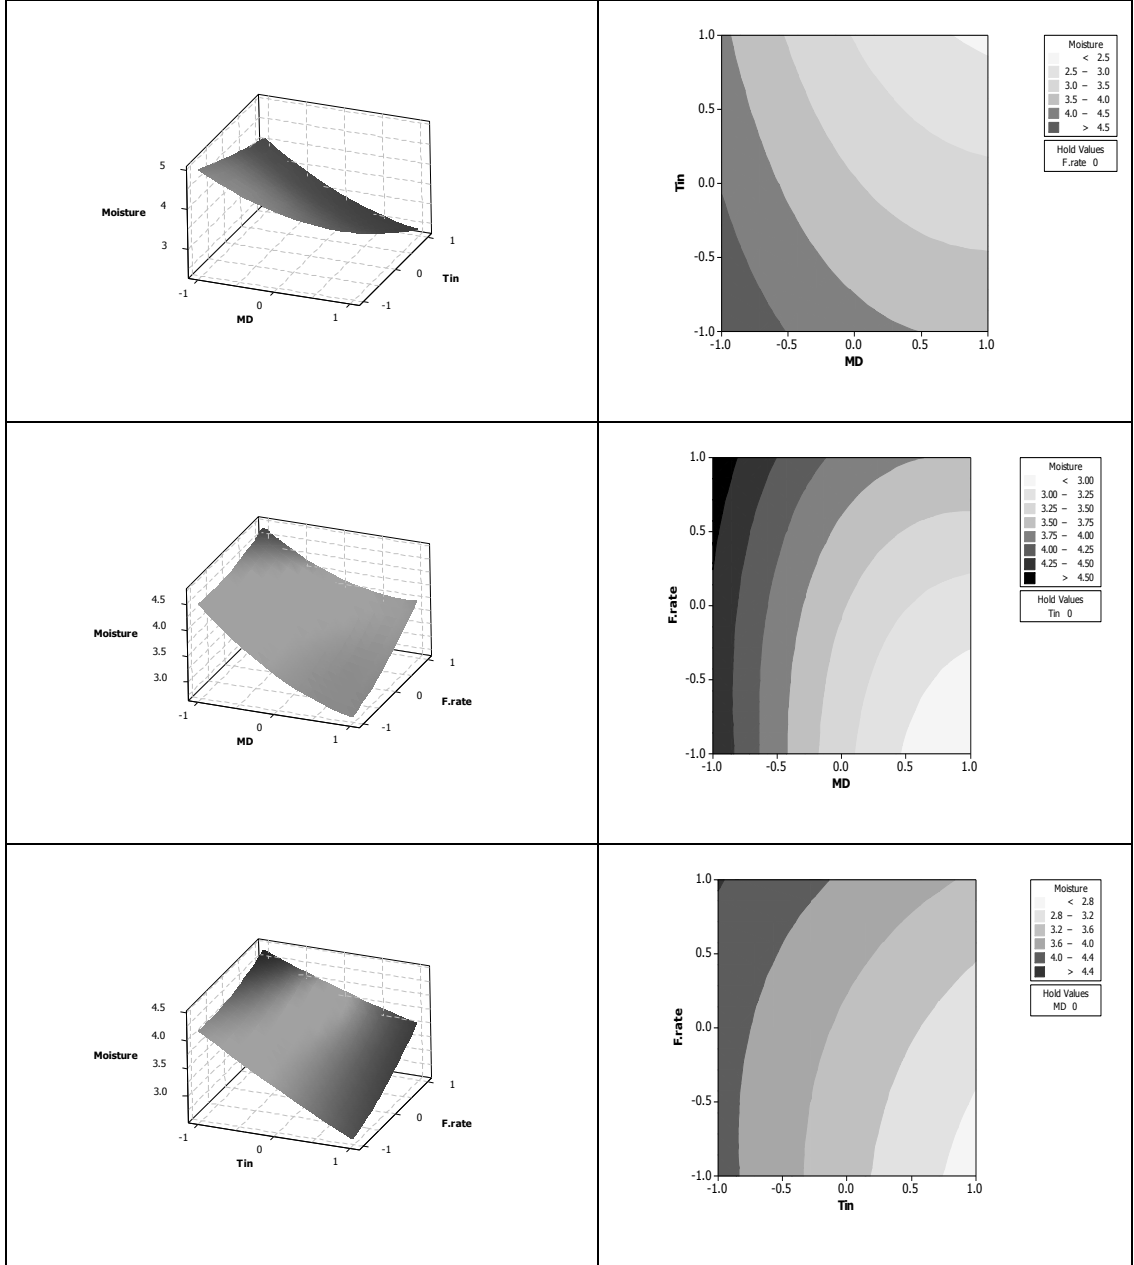 5
4
3
Moisture
-1
0
1
MD
-1
0
1
Tin
1.0
0.5
0.0
-0.5
-1.0
Tin
-1.0 -0.5 0.0 0.5 1.0
MD
Moisture
< 2.5
2.5 – 3.0
3.0 – 3.5
3.5 – 4.0
4.0 – 4.5
> 4.5
Hold Values
F.rate 0
4.5
4.0
3.5
3.0
Moisture
-1
0
1
MD
-1
0
1
F.rate
1.0
0.5
0.0
-0.5
-1.0
F.rate
-1.0 -0.5 0.0 0.5 1.0
MD
Moisture
< 3.00
3.00 – 3.25
3.25 – 3.50
3.50 – 3.75
3.75 – 4.00
4.00 – 4.25
4.25 – 4.50
> 4.50
Hold Values
Tin 0
4.5
4.0
3.5
3.0
Moisture
-1
0
1
Tin
-1
0
1
F.rate
1.0
0.5
0.0
-0.5
-1.0
F.rate
-1.0 -0.5 0.0 0.5 1.0
Tin
Moisture
< 2.8
2.8 – 3.2
3.2 – 3.6
3.6 – 4.0
4.0 – 4.4
> 4.4
Hold Values
MD 0